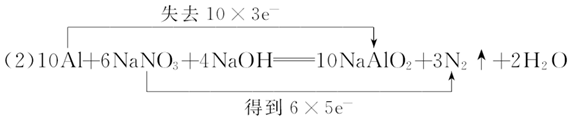 失去 10×3e⁻
(2)10Al+6NaNO₃+4NaOH═10NaAlO₂+3N₂↑+2H₂O
得到 6×5e⁻